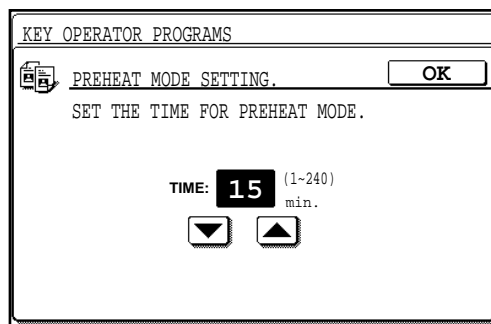 KEY OPERATOR PROGRAMS
PREHEAT MODE SETTING.
OK
SET THE TIME FOR PREHEAT MODE.
TIME: 15 (1~240)
min.